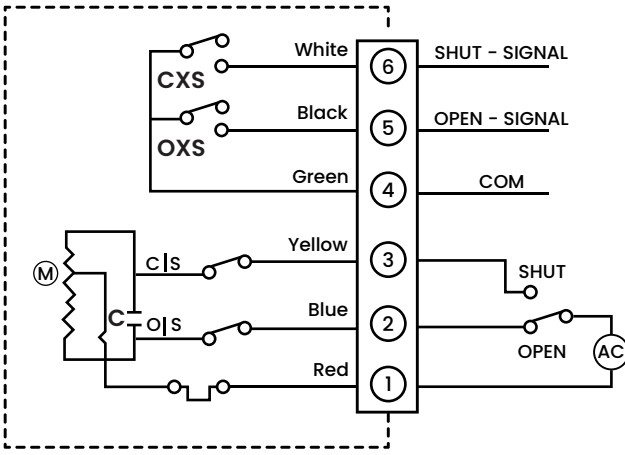 White 6 SHUT - SIGNAL
CXS
Black 5 OPEN - SIGNAL
OXS
Green 4 COM
Yellow 3
C|S
SHUT
M
C
O|S
Blue 2
OPEN
AC
Red 1